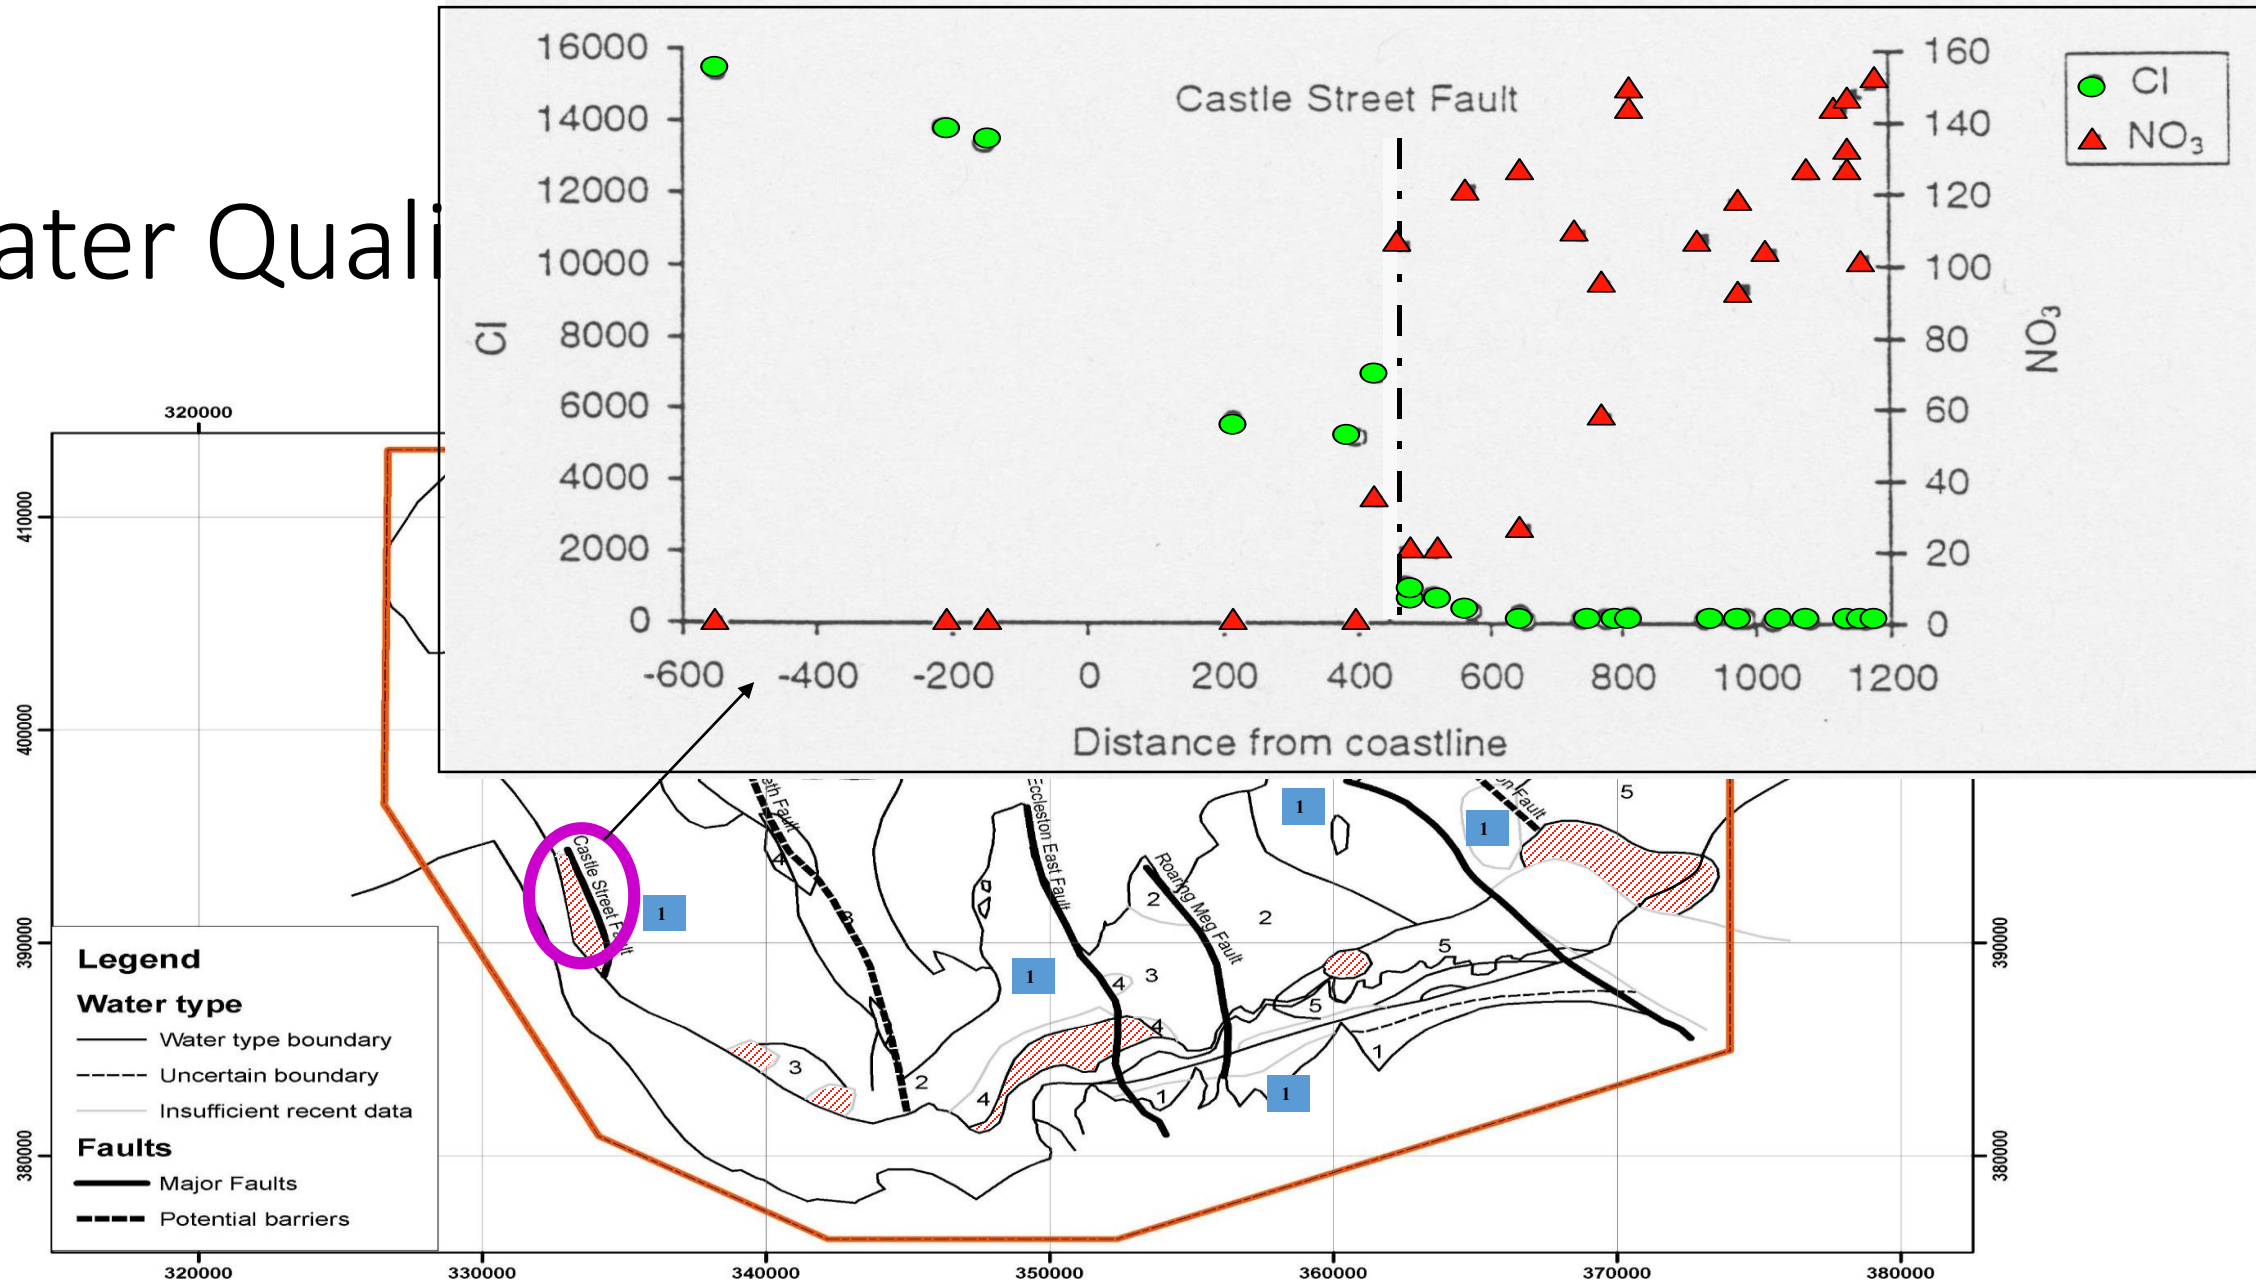 ater Quali
16000
14000
12000
10000
8000
6000
4000
2000
0
Cl
160
140
120
100
80
60
40
20
0
NO3
Castle Street Fault
Cl
NO3
-600 -400 -200 0 200 400 600 800 1000 1200
Distance from coastline
320000
410000
400000
390000
380000
390000
380000
eth Fault
Eccleston East Fault
on Fault
Castle Street Fault
Roaring Meg Fault
5
1
1
4
1
3
2
2
5
1
4
3
5
4
3
2
4
1
1
1
Legend
Water type
Water type boundary
Uncertain boundary
Insufficient recent data
Faults
Major Faults
Potential barriers
320000 330000 340000 350000 360000 370000 380000